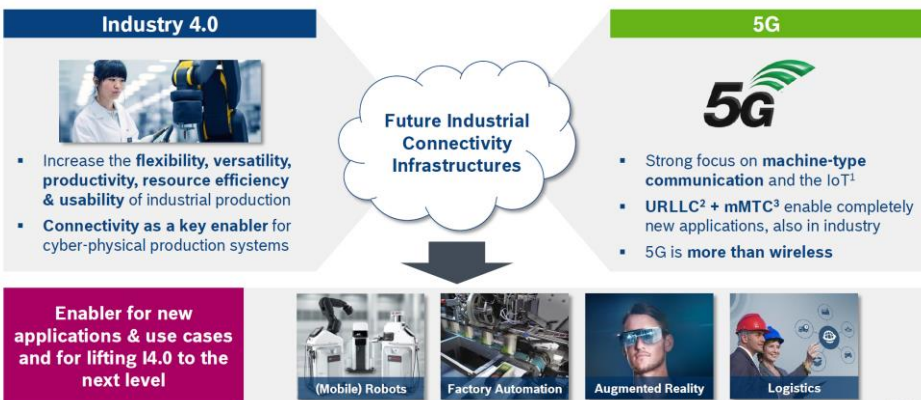 Industry 4.0
5G
5G
Future Industrial
Connectivity
Infrastructures
▪ Increase the flexibility, versatility,
productivity, resource efficiency
& usability of industrial production
▪ Connectivity as a key enabler for
cyber-physical production systems
▪ Strong focus on machine-type
communication and the IoT¹
▪ URLLC² + mMTC³ enable completely
new applications, also in industry
▪ 5G is more than wireless
Enabler for new
applications & use cases
and for lifting I4.0 to the
next level
(Mobile) Robots
Factory Automation
Augmented Reality
Logistics